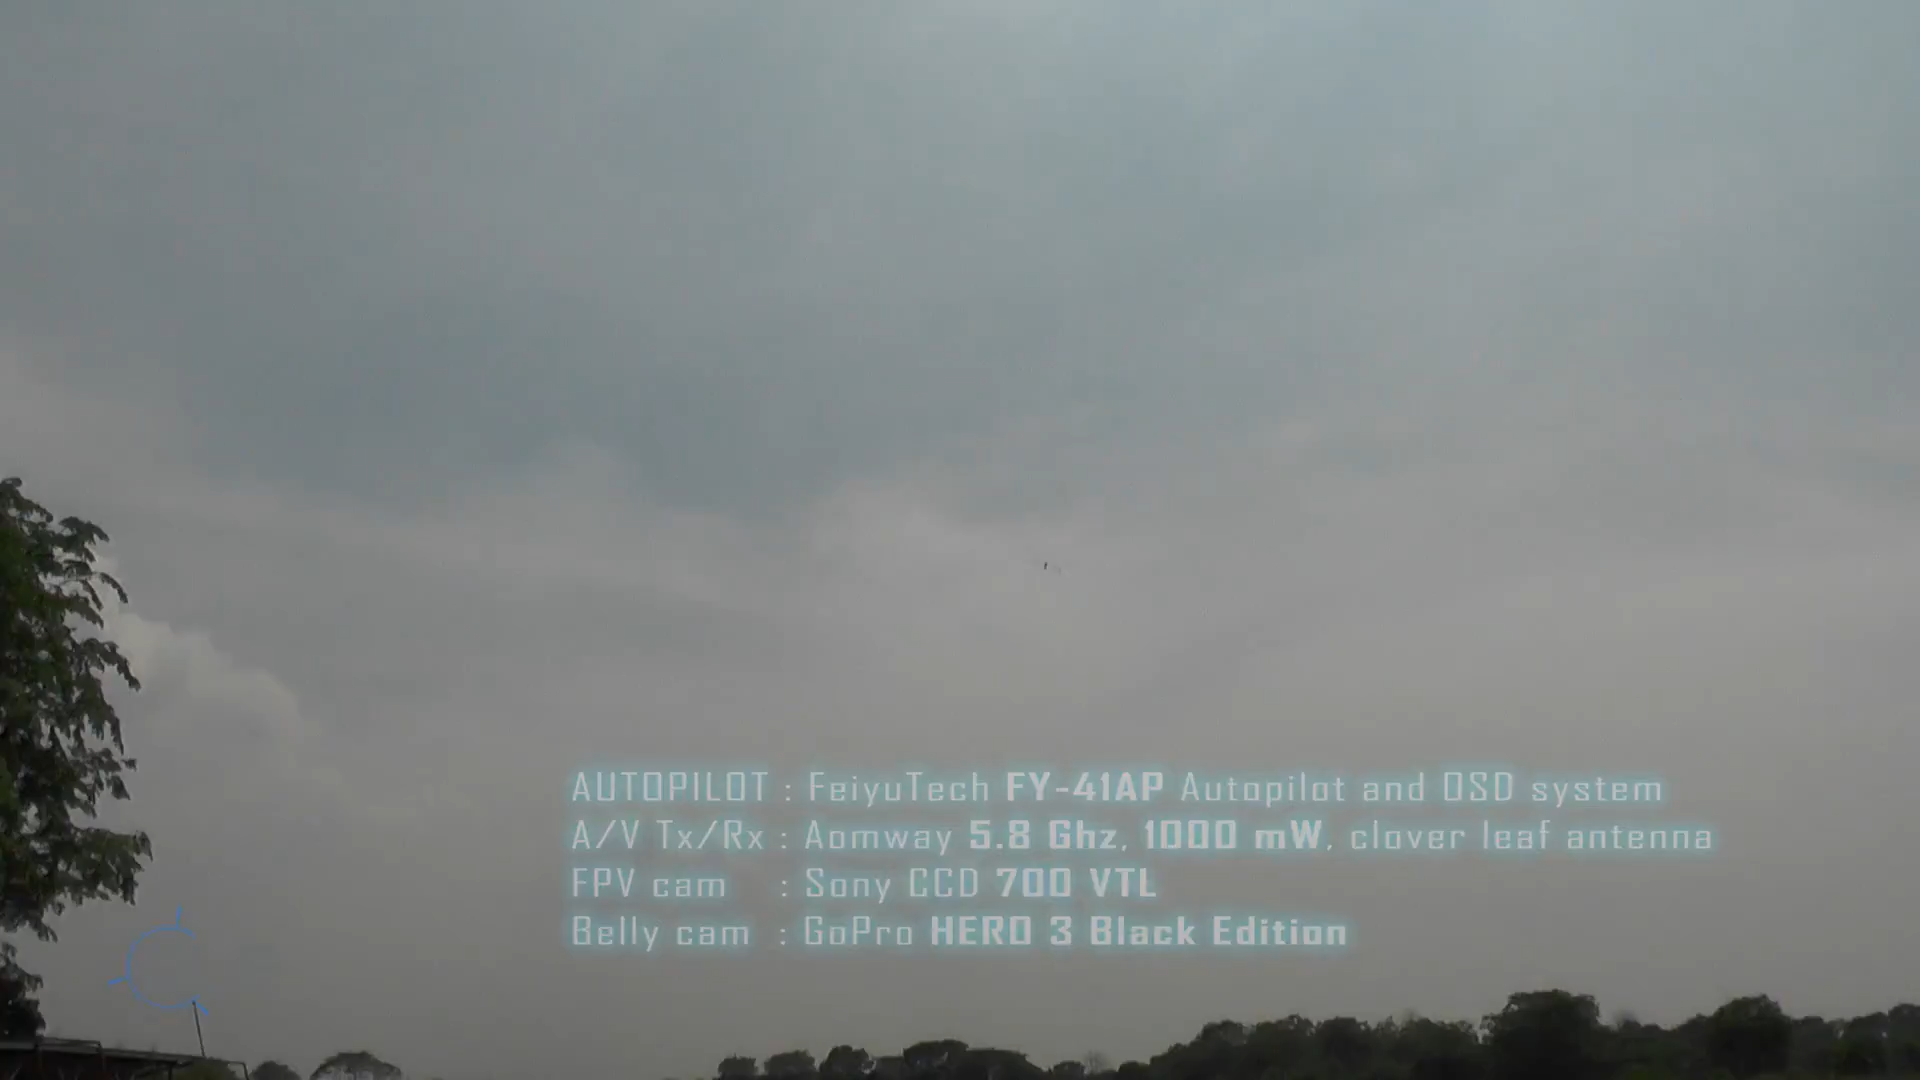 AUTOPILOT : FeiyuTech FY-41AP Autopilot and OSD system
A/V Tx/Rx : Aomway 5.8 Ghz, 1000 mW, clover leaf antenna
FPV cam : Sony CCD 700 VTL
Belly cam : GoPro HERO 3 Black Edition